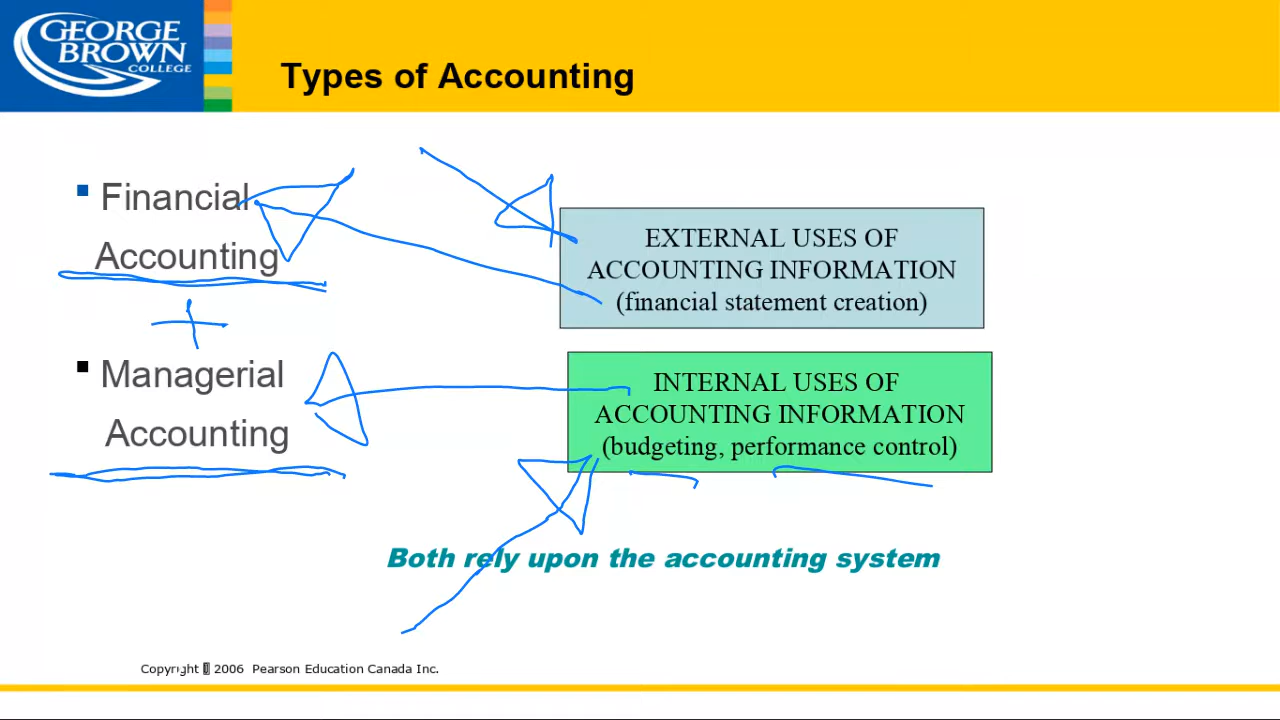 GEORGE
BROWN
COLLEGE
Types of Accounting
Financial
Accounting
+
Managerial
Accounting
EXTERNAL USES OF
ACCOUNTING INFORMATION
(financial statement creation)
INTERNAL USES OF
ACCOUNTING INFORMATION
(budgeting, performance control)
Both rely upon the accounting system
Copyright 2006 Pearson Education Canada Inc.